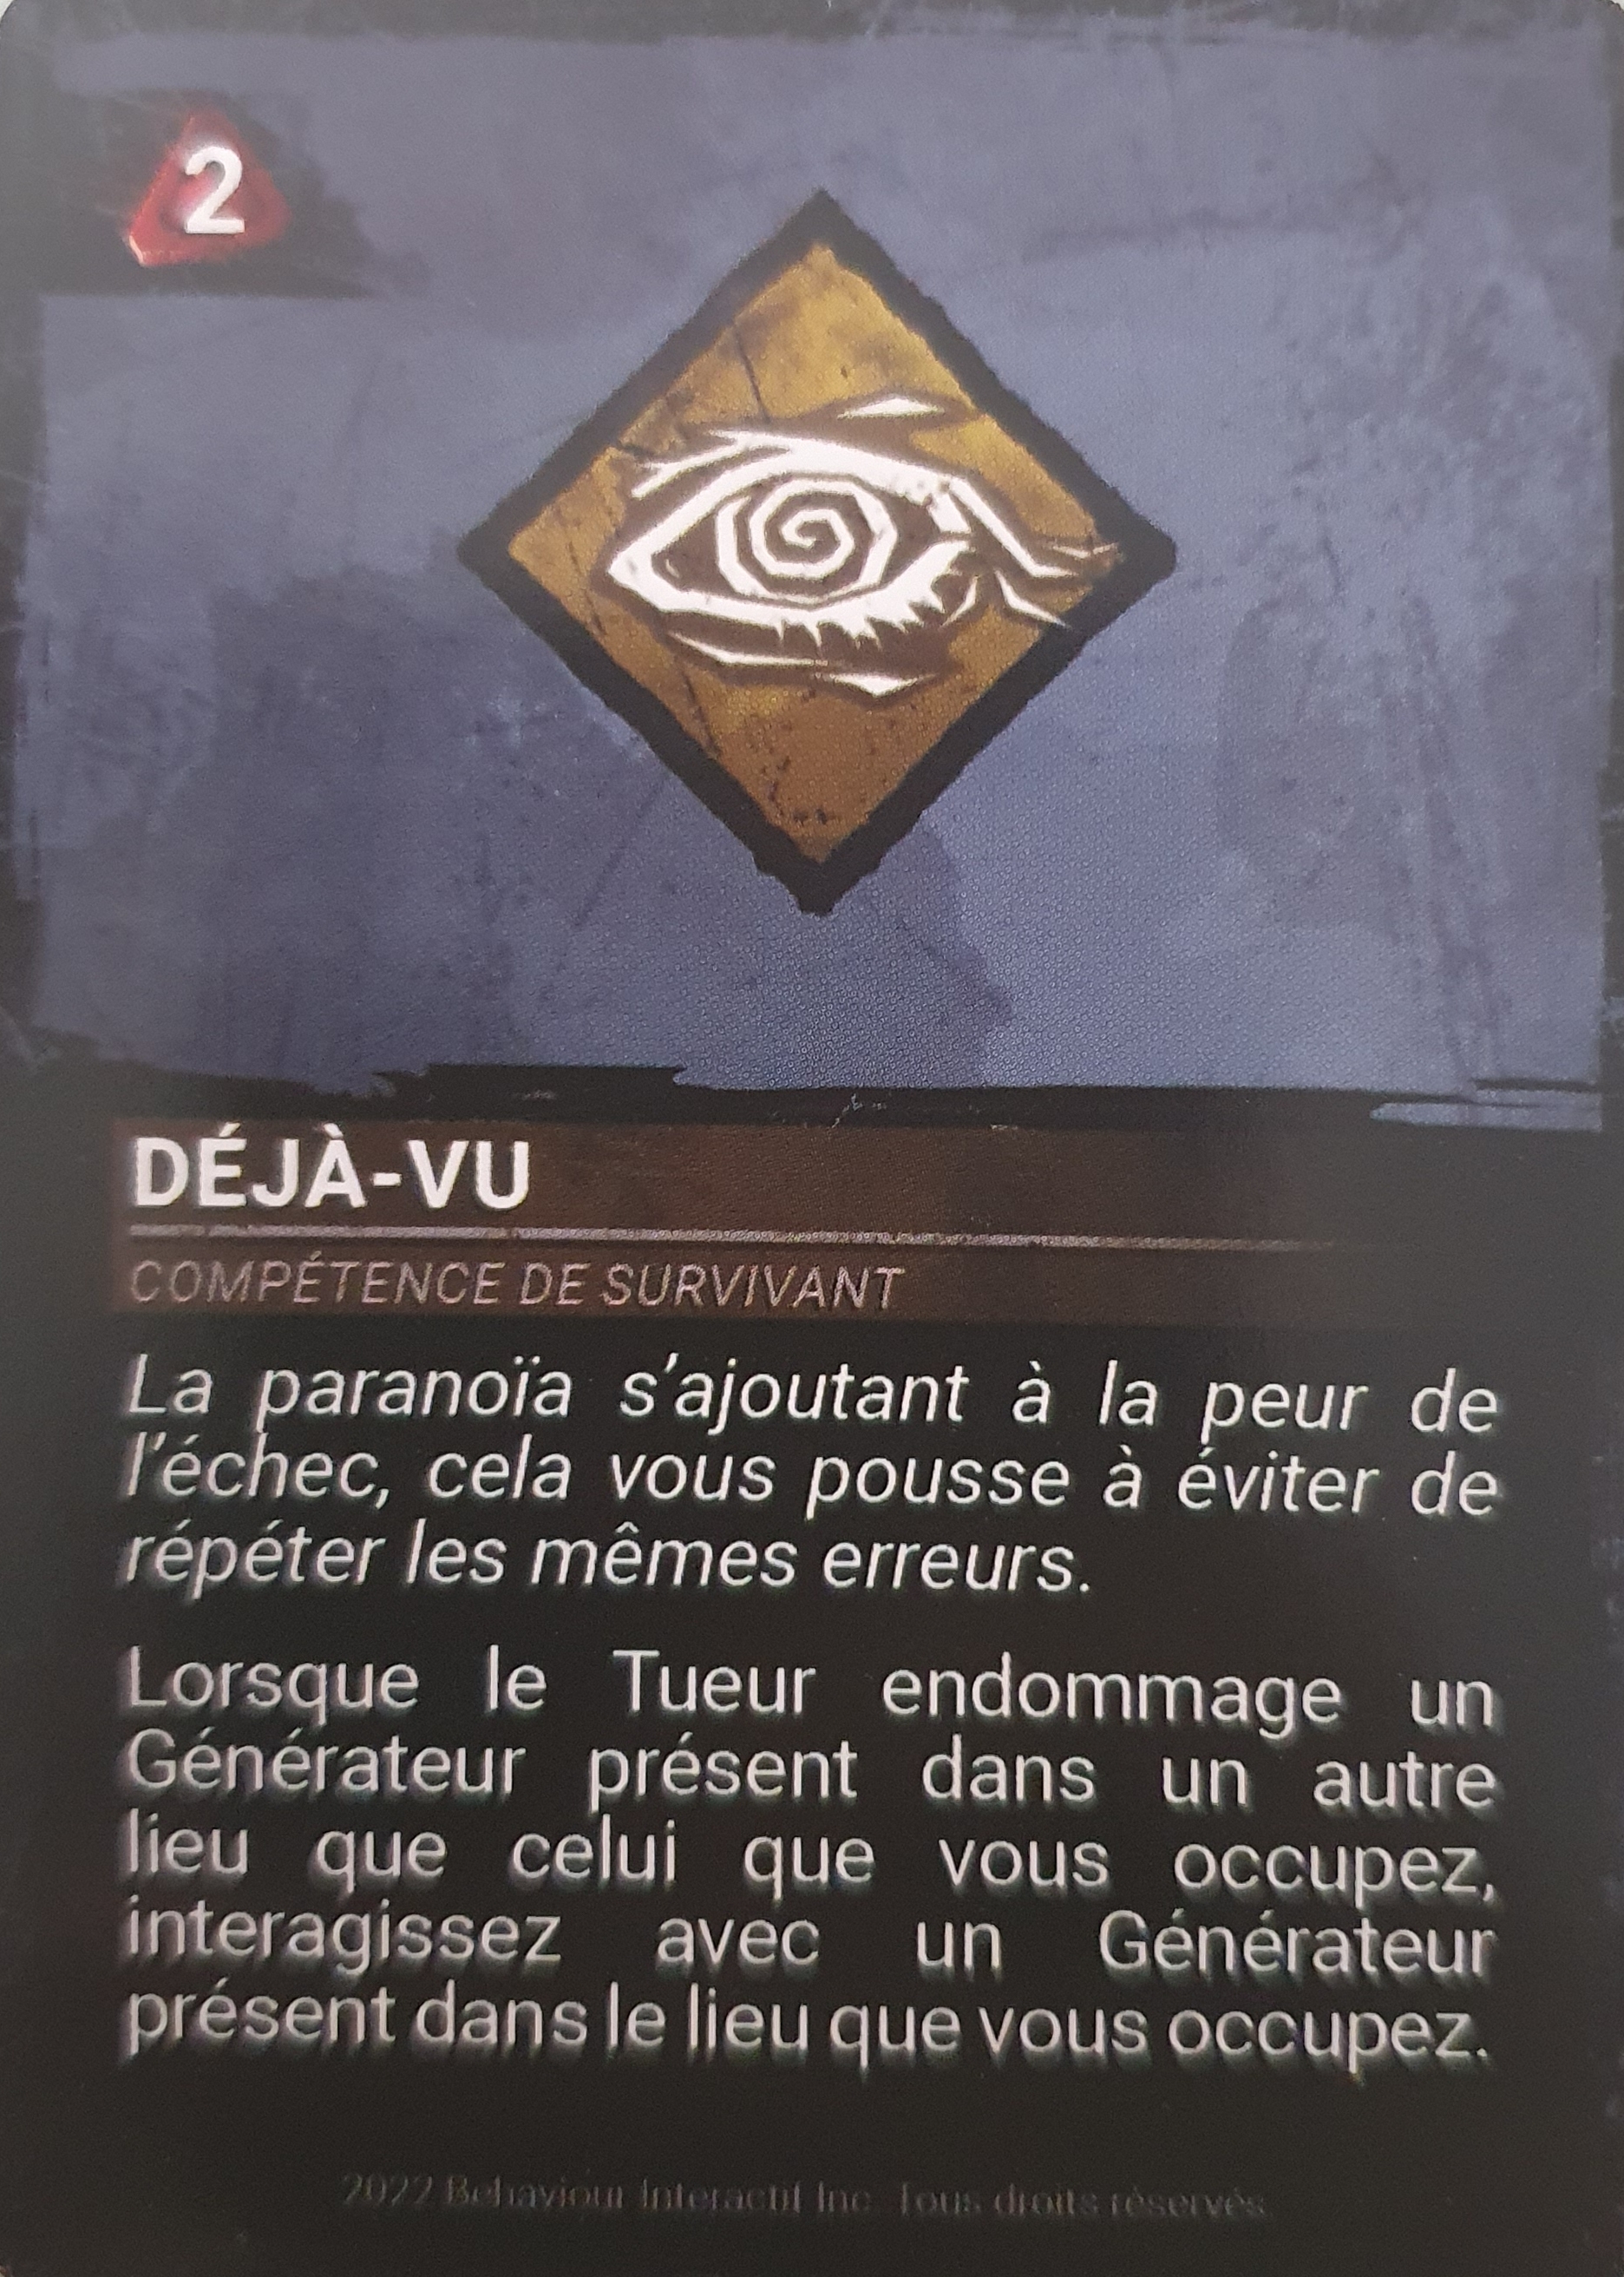 2
DÉJÀ-VU
COMPÉTENCE DE SURVIVANT
La paranoïa s'ajoutant à la peur de
l'échec, cela vous pousse à éviter de
répéter les mêmes erreurs.
Lorsque le Tueur endommage un
Générateur présent dans un autre
lieu que celui que vous occupez,
interagissez avec un Générateur
présent dans le lieu que vous occupez.
2022 Behaviour Interactif Inc. Tous droits réservés